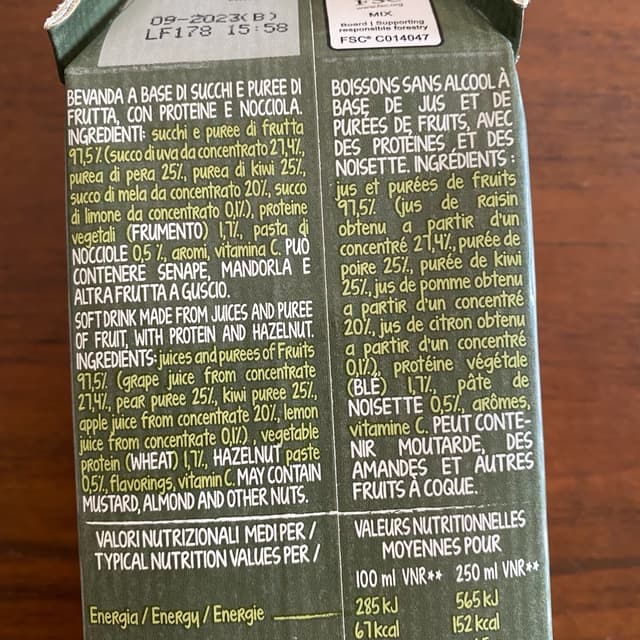 09-2023(B)
LF178 15:58
FSC
MIX
Board | Supporting
responsible forestry
FSC® C014047
BEVANDA A BASE DI SUCCHI E PUREE DI
FRUTTA, CON PROTEINE E NOCCIOLA.
INGREDIENTI: succhi e puree di frutta
97,5% (succo di uva da concentrato 27,4%,
purea di pera 25%, purea di kiwi 25%,
succo di mela da concentrato 20%, succo
di limone da concentrato 0,1%), proteine
vegetali (FRUMENTO) 1,7%, pasta di
NOCCIOLE 0,5 %, aromi, vitamina C. PUÒ
CONTENERE SENAPE, MANDORLA E
ALTRA FRUTTA A GUSCIO.
SOFT DRINK MADE FROM JUICES AND PUREE
OF FRUIT, WITH PROTEIN AND HAZELNUT.
INGREDIENTS: juices and purees of Fruits
97,5% (grape juice from concentrate
27,4%, pear puree 25%, kiwi puree 25%,
apple juice from concentrate 20%, lemon
juice from concentrate 0,1%) , vegetable
protein (WHEAT) 1,7%, HAZELNUT paste
0,5%, flavorings, vitamin C. MAY CONTAIN
MUSTARD, ALMOND AND OTHER NUTS.
VALORI NUTRIZIONALI MEDI PER /
TYPICAL NUTRITION VALUES PER /
Energia / Energy / Energie
BOISSONS SANS ALCOOL À
BASE DE JUS ET DE
PURÉES DE FRUITS, AVEC
DES PROTÉINES ET DES
NOISETTE. INGRÉDIENTS :
jus et purées de fruits
97,5% (jus de raisin
obtenu a partir d'un
concentré 27,4%, purée de
poire 25%, purée de kiwi
25%, jus de pomme obtenu
a partir d'un concentré
20%, jus de citron obtenu
a partir d'un concentré
0,1%), protéine végétale
(BLÉ) 1,7%, pâte de
NOISETTE 0,5%, arômes,
vitamine C. PEUT CONTE-
NIR MOUTARDE, DES
AMANDES ET AUTRES
FRUITS À COQUE.
VALEURS NUTRITIONNELLES
MOYENNES POUR
100 ml VNR** 250 ml VNR**
285 kJ 565 kJ
67 kcal 152 kcal